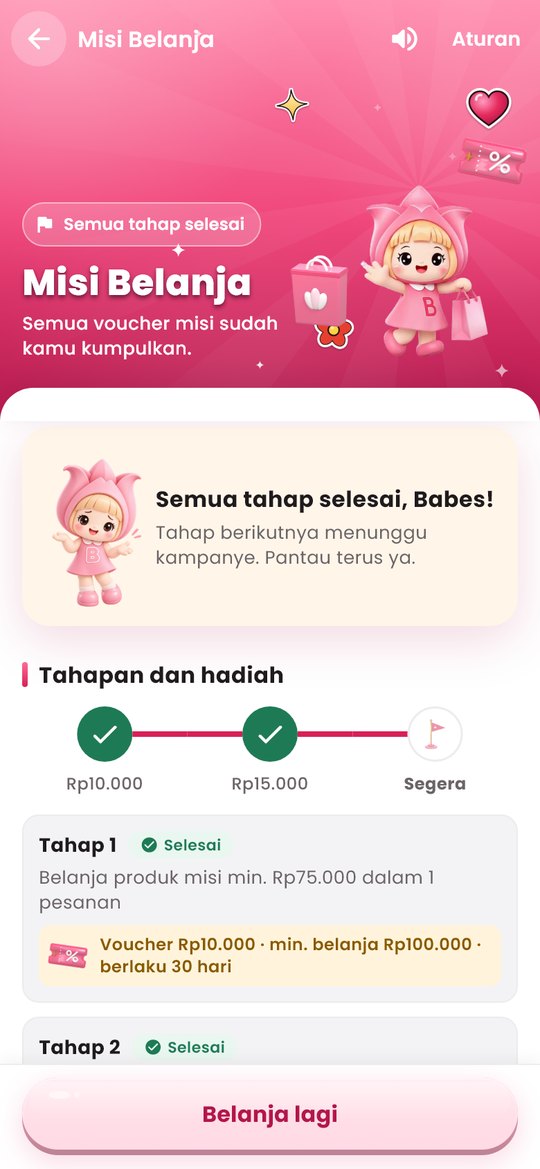 Misi Belanja
Aturan
Semua tahap selesai
Misi Belanja
Semua voucher misi sudah
kamu kumpulkan.
B
%
Semua tahap selesai, Babes!
Tahap berikutnya menunggu
kampanye. Pantau terus ya.
B
Tahapan dan hadiah
Rp10.000
Rp15.000
Segera
Tahap 1
Selesai
Belanja produk misi min. Rp75.000 dalam 1
pesanan
%
Voucher Rp10.000 · min. belanja Rp100.000 ·
berlaku 30 hari
Tahap 2
Selesai
Belanja lagi